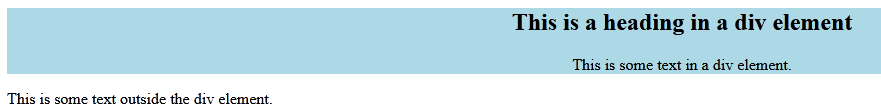 This is a heading in a div element
This is some text in a div element.
This is some text outside the div element.